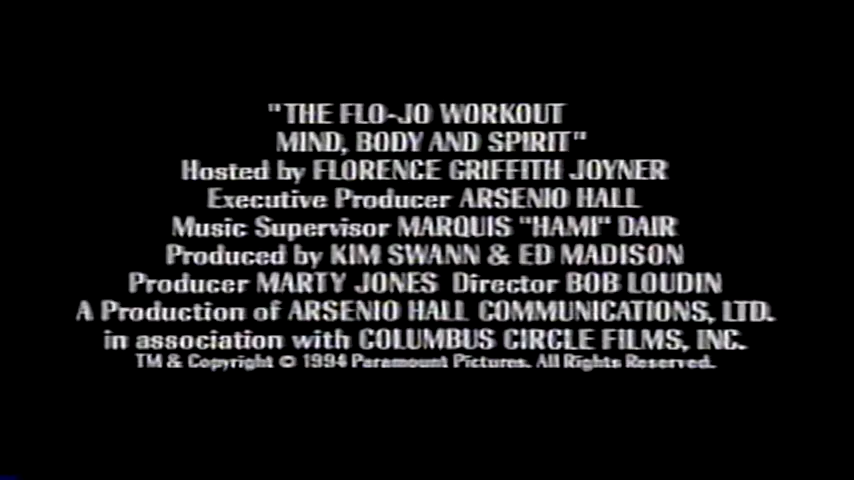 "THE FLO-JO WORKOUT
MIND, BODY AND SPIRIT"
Hosted by FLORENCE GRIFFITH JOYNER
Executive Producer ARSENIO HALL
Music Supervisor MARQUIS "HAMI" DAIR
Produced by KIM SWANN & ED MADISON
Producer MARTY JONES Director BOB LOUDIN
A Production of ARSENIO HALL COMMUNICATIONS, LTD.
in association with COLUMBUS CIRCLE FILMS, INC.
TM & Copyright © 1994 Paramount Pictures. All Rights Reserved.